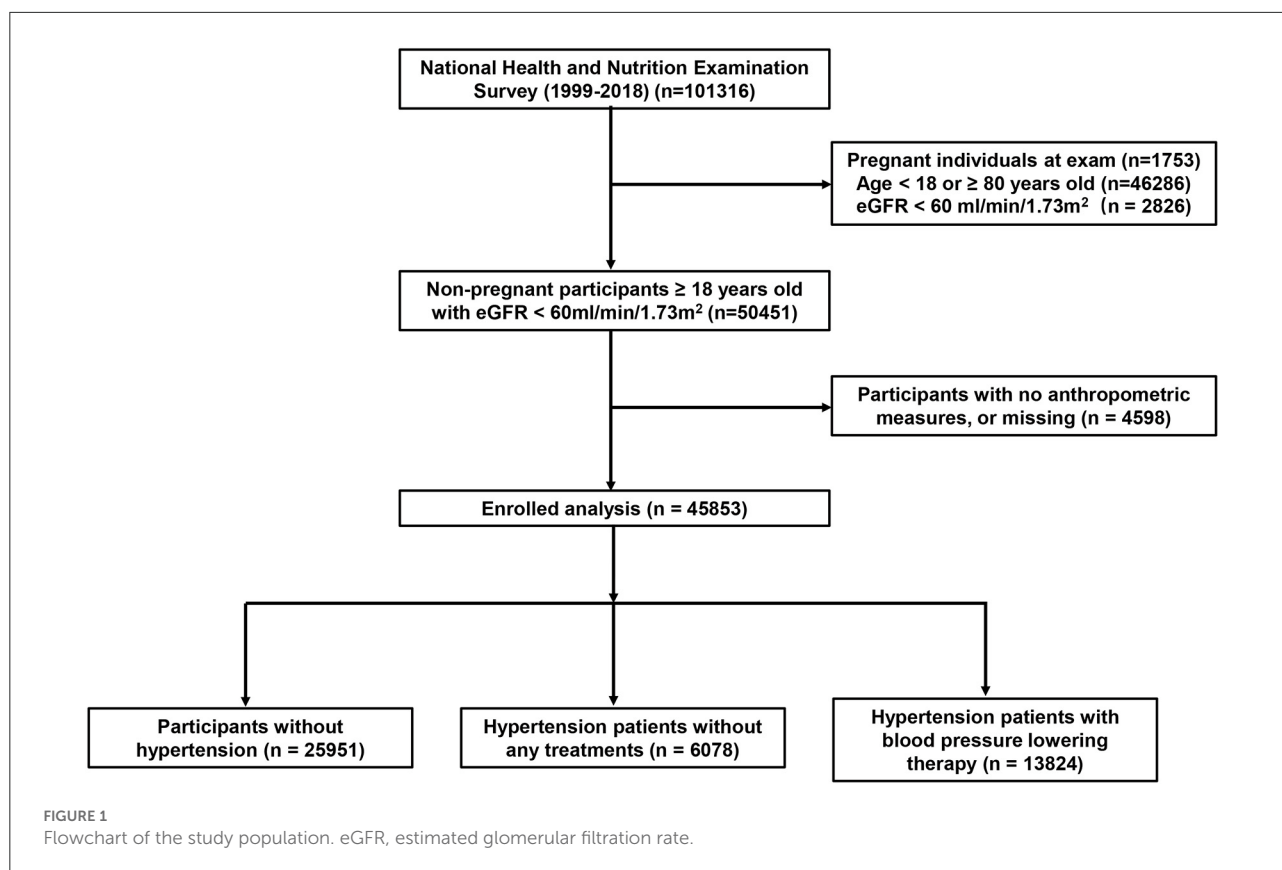 National Health and Nutrition Examination
Survey (1999-2018) (n=101316)
Pregnant individuals at exam (n=1753)
Age < 18 or ≥ 80 years old (n=46286)
eGFR < 60 ml/min/1.73m² (n = 2826)
Non-pregnant participants ≥ 18 years old
with eGFR < 60ml/min/1.73m² (n=50451)
Participants with no anthropometric
measures, or missing (n = 4598)
Enrolled analysis (n = 45853)
Participants without
hypertension (n = 25951)
Hypertension patients without
any treatments (n = 6078)
Hypertension patients with
blood pressure lowering
therapy (n = 13824)
FIGURE 1
Flowchart of the study population. eGFR, estimated glomerular filtration rate.